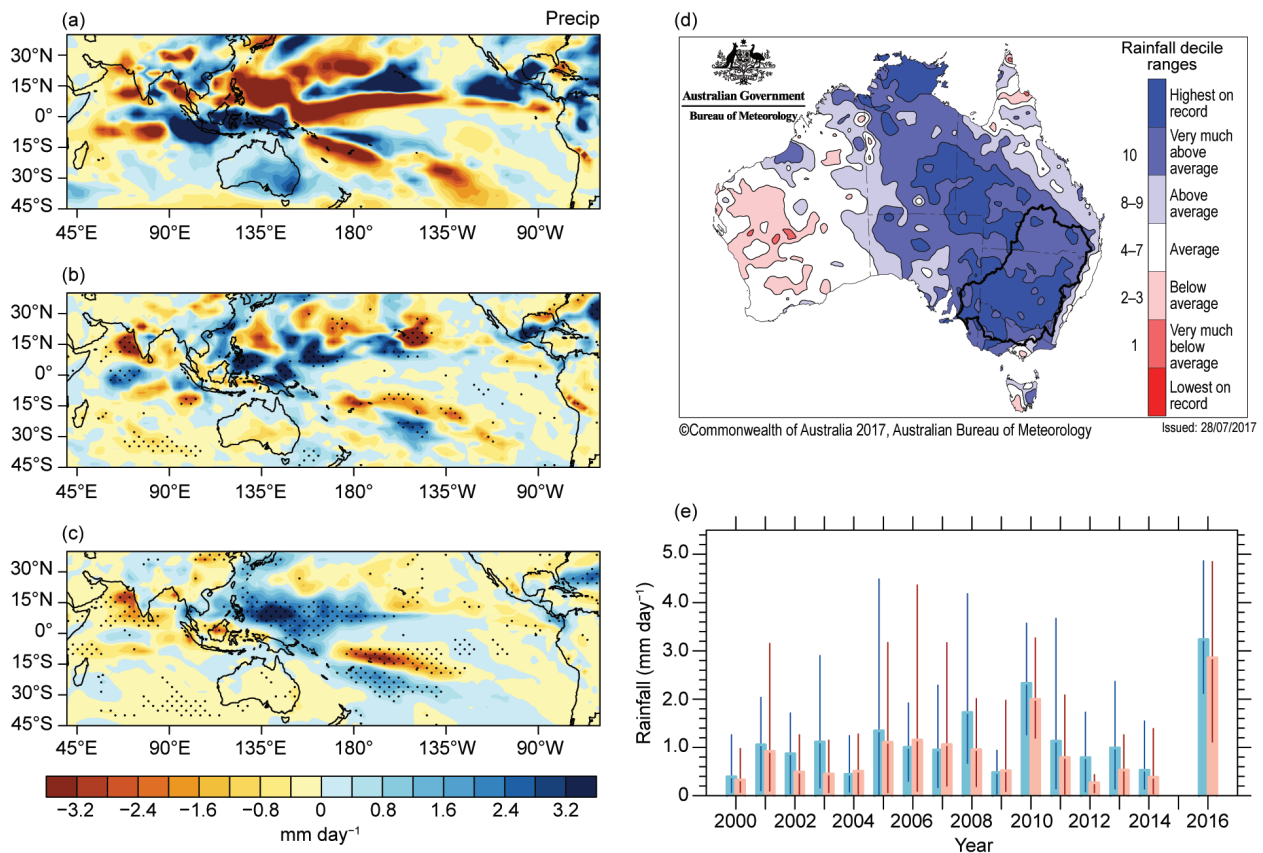 (a)
Precip
30°N
15°N
0°
15°S
30°S
45°S
45°E
90°E
135°E
180°
135°W
90°W
(b)
30°N
15°N
0°
15°S
30°S
45°S
45°E
90°E
135°E
180°
135°W
90°W
(c)
30°N
15°N
0°
15°S
30°S
45°S
45°E
90°E
135°E
180°
135°W
90°W
−3.2
−2.4
−1.6
−0.8
0
0.8
1.6
2.4
3.2
mm day⁻¹
(d)
Australian Government
Bureau of Meteorology
Rainfall decile
ranges
Highest on
record
10
Very much
above
average
8–9
Above
average
4–7
Average
2–3
Below
average
1
Very much
below
average
Lowest on
record
©Commonwealth of Australia 2017, Australian Bureau of Meteorology
Issued: 28/07/2017
(e)
Rainfall (mm day⁻¹)
5.0
4.0
3.0
2.0
1.0
0
2000
2002
2004
2006
2008
2010
2012
2014
2016
Year